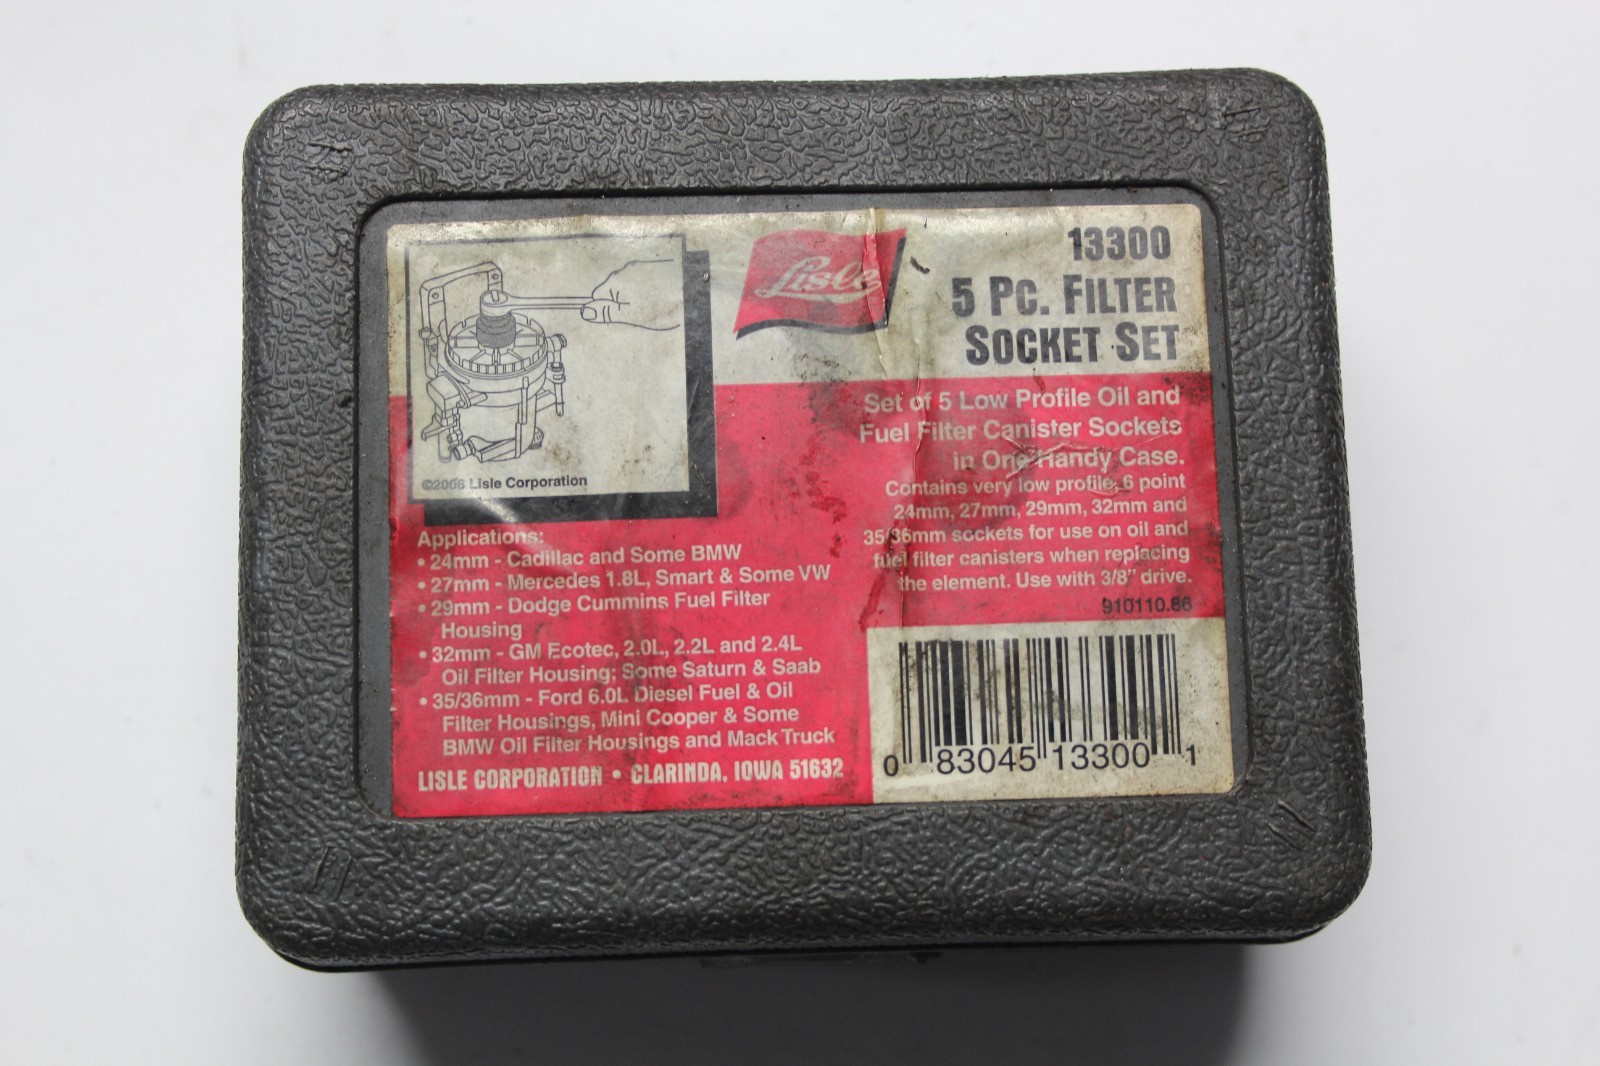 Lisle
13300
5 PC. FILTER
SOCKET SET
Set of 5 Low Profile Oil and
Fuel Filter Canister Sockets
in One Handy Case.
Contains very low profile, 6 point
24mm, 27mm, 29mm, 32mm and
35/36mm sockets for use on oil and
fuel filter canisters when replacing
the element. Use with 3/8" drive.
910110.86
©2006 Lisle Corporation
Applications:
• 24mm - Cadillac and Some BMW
• 27mm - Mercedes 1.8L, Smart & Some VW
• 29mm - Dodge Cummins Fuel Filter
Housing
• 32mm - GM Ecotec, 2.0L, 2.2L and 2.4L
Oil Filter Housing; Some Saturn & Saab
• 35/36mm - Ford 6.0L Diesel Fuel & Oil
Filter Housings, Mini Cooper & Some
BMW Oil Filter Housings and Mack Truck
LISLE CORPORATION • CLARINDA, IOWA 51632
0 83045 13300 1